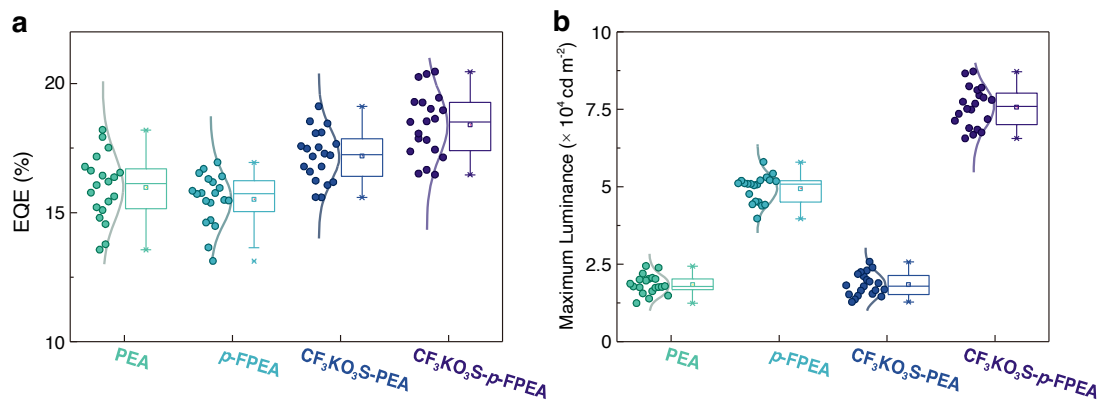 a
EQE (%)
20
15
10
PEA
p-FPEA
CF₃KO₃S-PEA
CF₃KO₃S-p-FPEA
b
Maximum Luminance (× 10⁴ cd m⁻²)
10
7.5
5
2.5
0
PEA
p-FPEA
CF₃KO₃S-PEA
CF₃KO₃S-p-FPEA